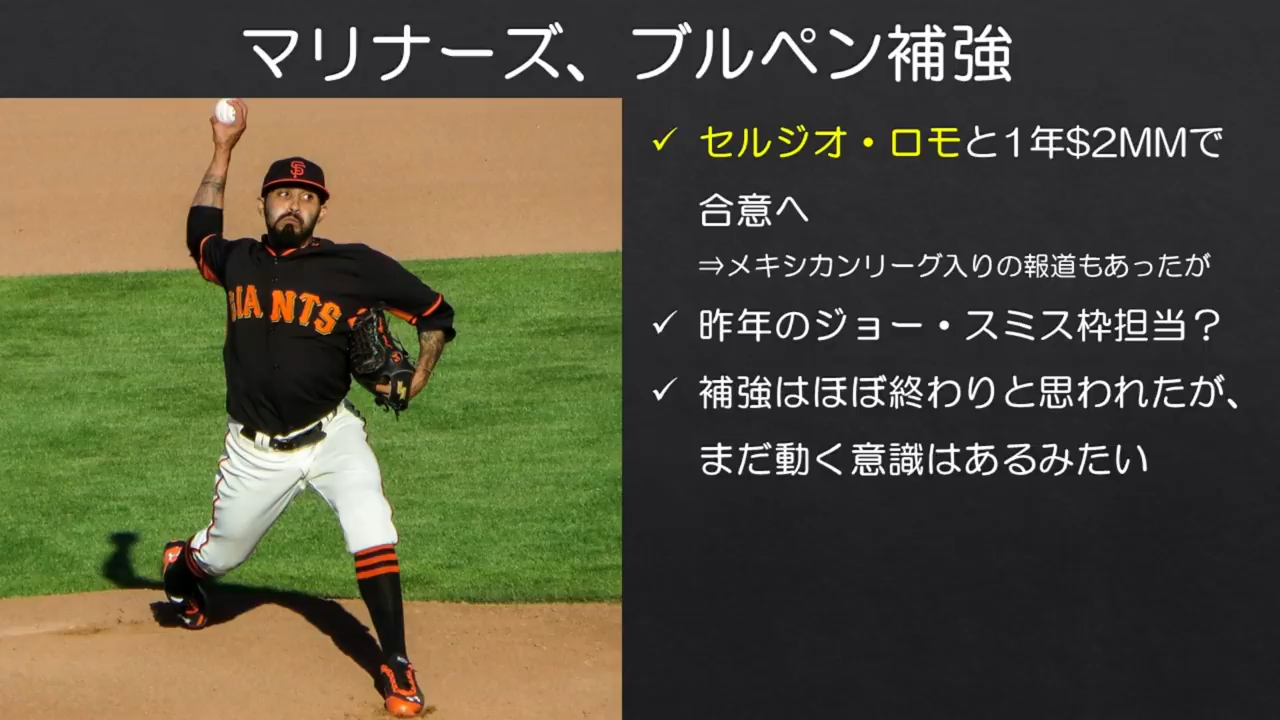 マリナーズ、ブルペン補強
✓ セルジオ・ロモと1年$2MMで
合意へ
⇒メキシカンリーグ入りの報道もあったが
✓ 昨年のジョー・スミス枠担当？
✓ 補強はほぼ終わりと思われたが、
まだ動く意識はあるみたい
SF
GIANTS